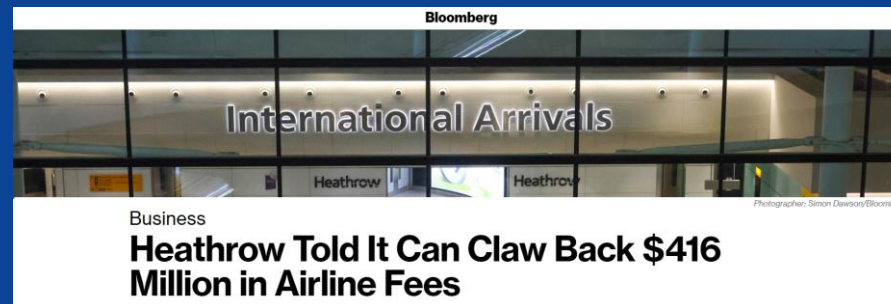 Bloomberg
International Arrivals
Heathrow Heathrow
Photographer: Simon Dawson/Bloomb
Business
Heathrow Told It Can Claw Back $416
Million in Airline Fees